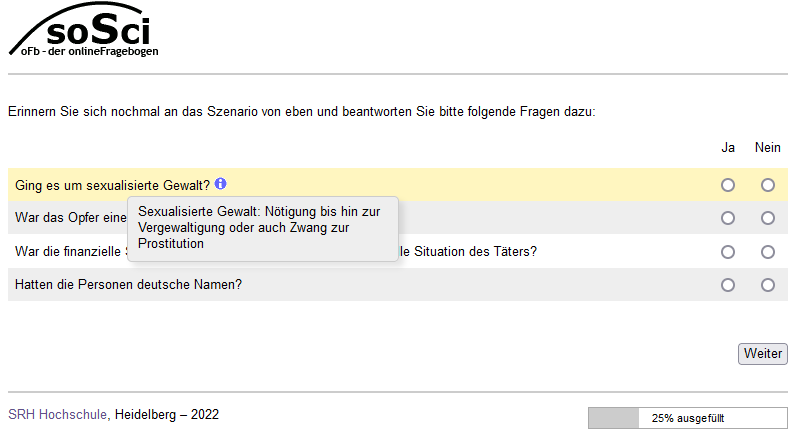 soSci
oFb - der onlineFragebogen
Erinnern Sie sich nochmal an das Szenario von eben und beantworten Sie bitte folgende Fragen dazu:
Ja Nein
Ging es um sexualisierte Gewalt?
War das Opfer eine
Sexualisierte Gewalt: Nötigung bis hin zur
Vergewaltigung oder auch Zwang zur
Prostitution
War die finanzielle le Situation des Täters?
Hatten die Personen deutsche Namen?
Weiter
SRH Hochschule, Heidelberg – 2022
25% ausgefüllt